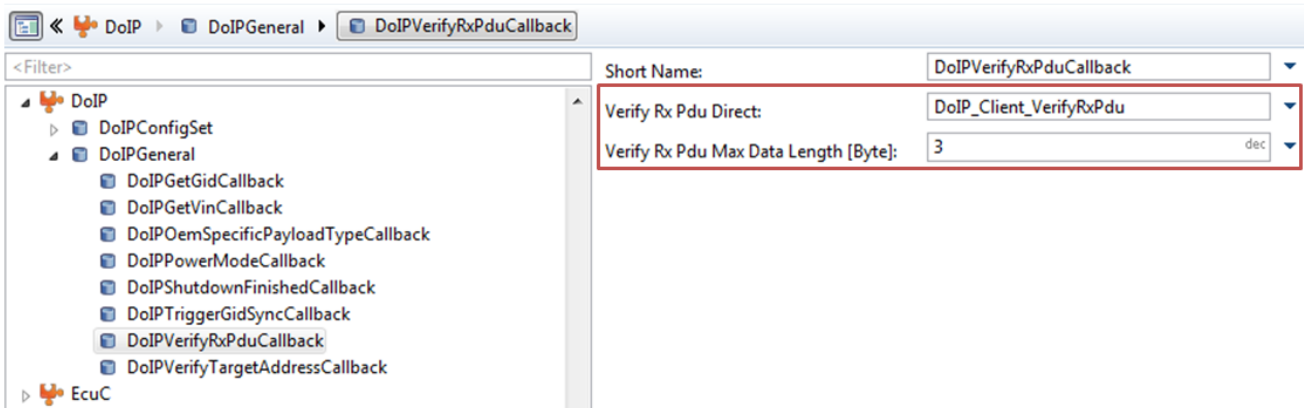 « DoIP DoIPGeneral DoIPVerifyRxPduCallback
<Filter>
DoIP
DoIPConfigSet
DoIPGeneral
DoIPGetGidCallback
DoIPGetVinCallback
DoIPOemSpecificPayloadTypeCallback
DoIPPowerModeCallback
DoIPShutdownFinishedCallback
DoIPTriggerGidSyncCallback
DoIPVerifyRxPduCallback
DoIPVerifyTargetAddressCallback
EcuC
Short Name: DoIPVerifyRxPduCallback
Verify Rx Pdu Direct: DoIP_Client_VerifyRxPdu
Verify Rx Pdu Max Data Length [Byte]: 3 dec